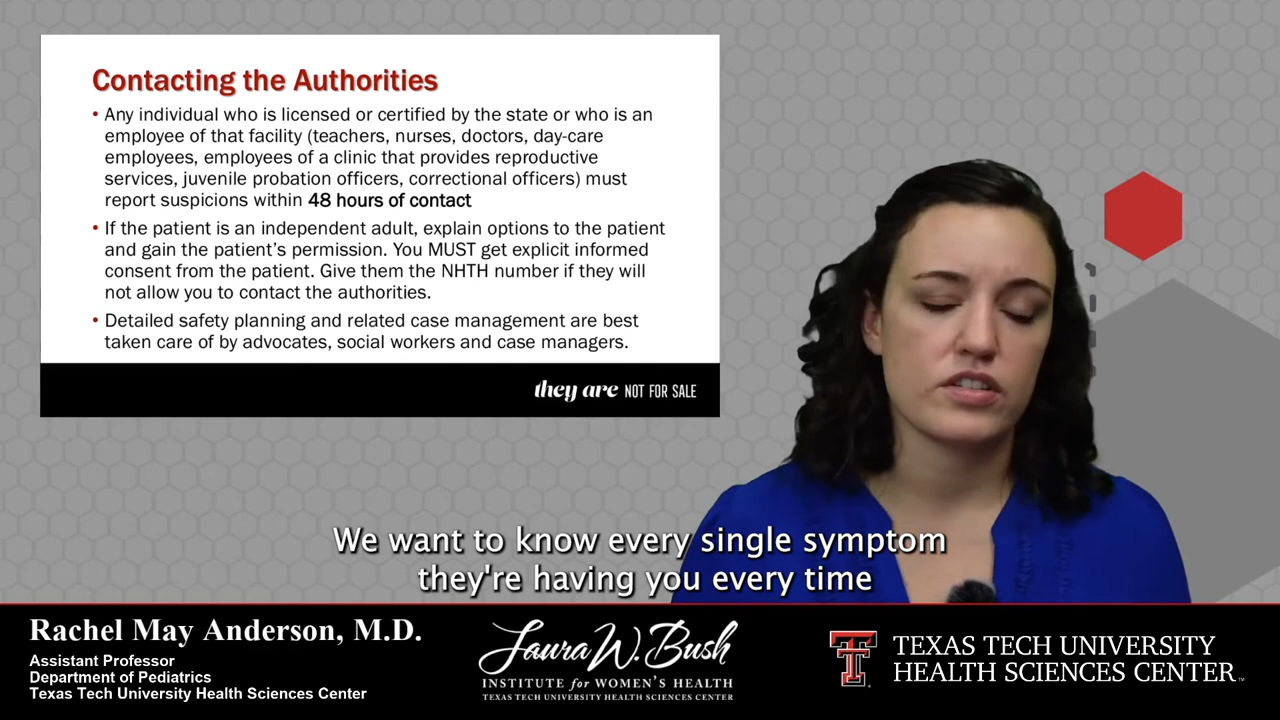 Contacting the Authorities
• Any individual who is licensed or certified by the state or who is an
employee of that facility (teachers, nurses, doctors, day-care
employees, employees of a clinic that provides reproductive
services, juvenile probation officers, correctional officers) must
report suspicions within 48 hours of contact
• If the patient is an independent adult, explain options to the patient
and gain the patient's permission. You MUST get explicit informed
consent from the patient. Give them the NHTH number if they will
not allow you to contact the authorities.
• Detailed safety planning and related case management are best
taken care of by advocates, social workers and case managers.
they are NOT FOR SALE
We want to know every single symptom
they're having you every time
Rachel May Anderson, M.D.
Assistant Professor
Department of Pediatrics
Texas Tech University Health Sciences Center
Laura W. Bush
INSTITUTE for WOMEN'S HEALTH
TEXAS TECH UNIVERSITY HEALTH SCIENCES CENTER
TEXAS TECH UNIVERSITY
HEALTH SCIENCES CENTER™